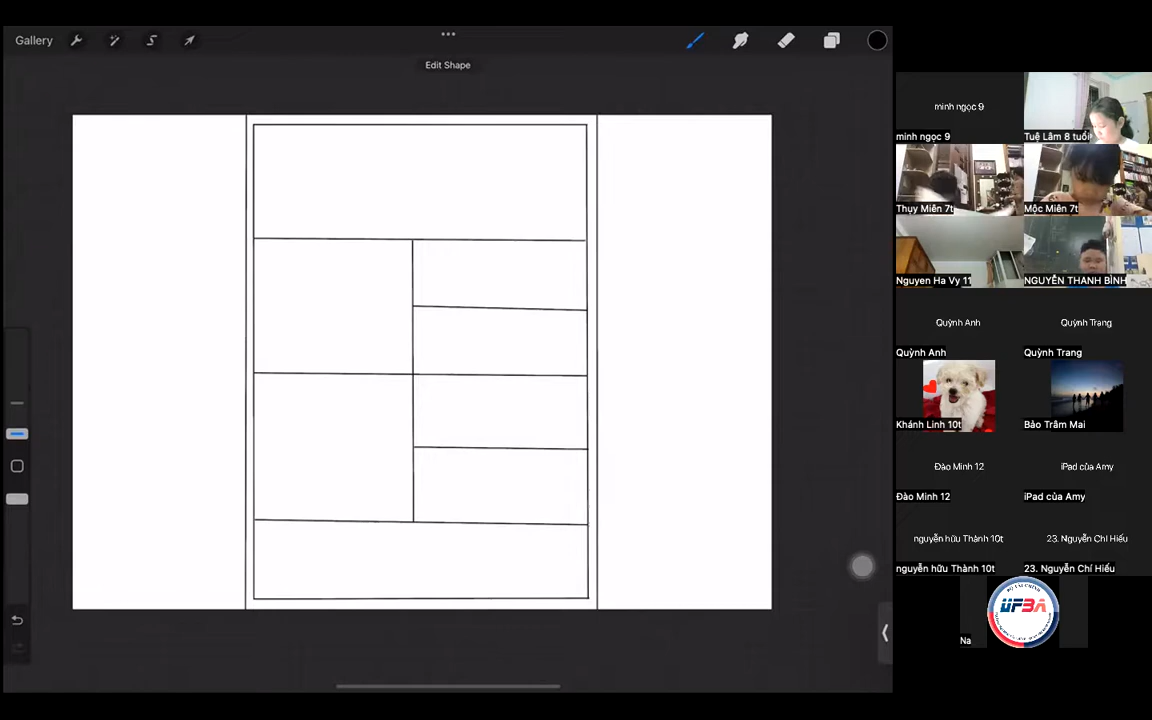 Gallery
Edit Shape
minh ngọc 9
minh ngọc 9
Tuệ Lâm 8 tuổi
Thụy Miên 7t
Mộc Miên 7t
Nguyen Ha Vy 11
NGUYỄN THANH BÌNH
Quỳnh Anh
Quỳnh Trang
Quỳnh Anh
Quỳnh Trang
Khánh Linh 10t
Bảo Trâm Mai
Đào Minh 12
iPad của Amy
Đào Minh 12
iPad của Amy
nguyễn hữu Thành 10t
23. Nguyễn Chí Hiếu
nguyễn hữu Thành 10t
23. Nguyễn Chí Hiếu
BỘ TÀI CHÍNH
UFBA
Na